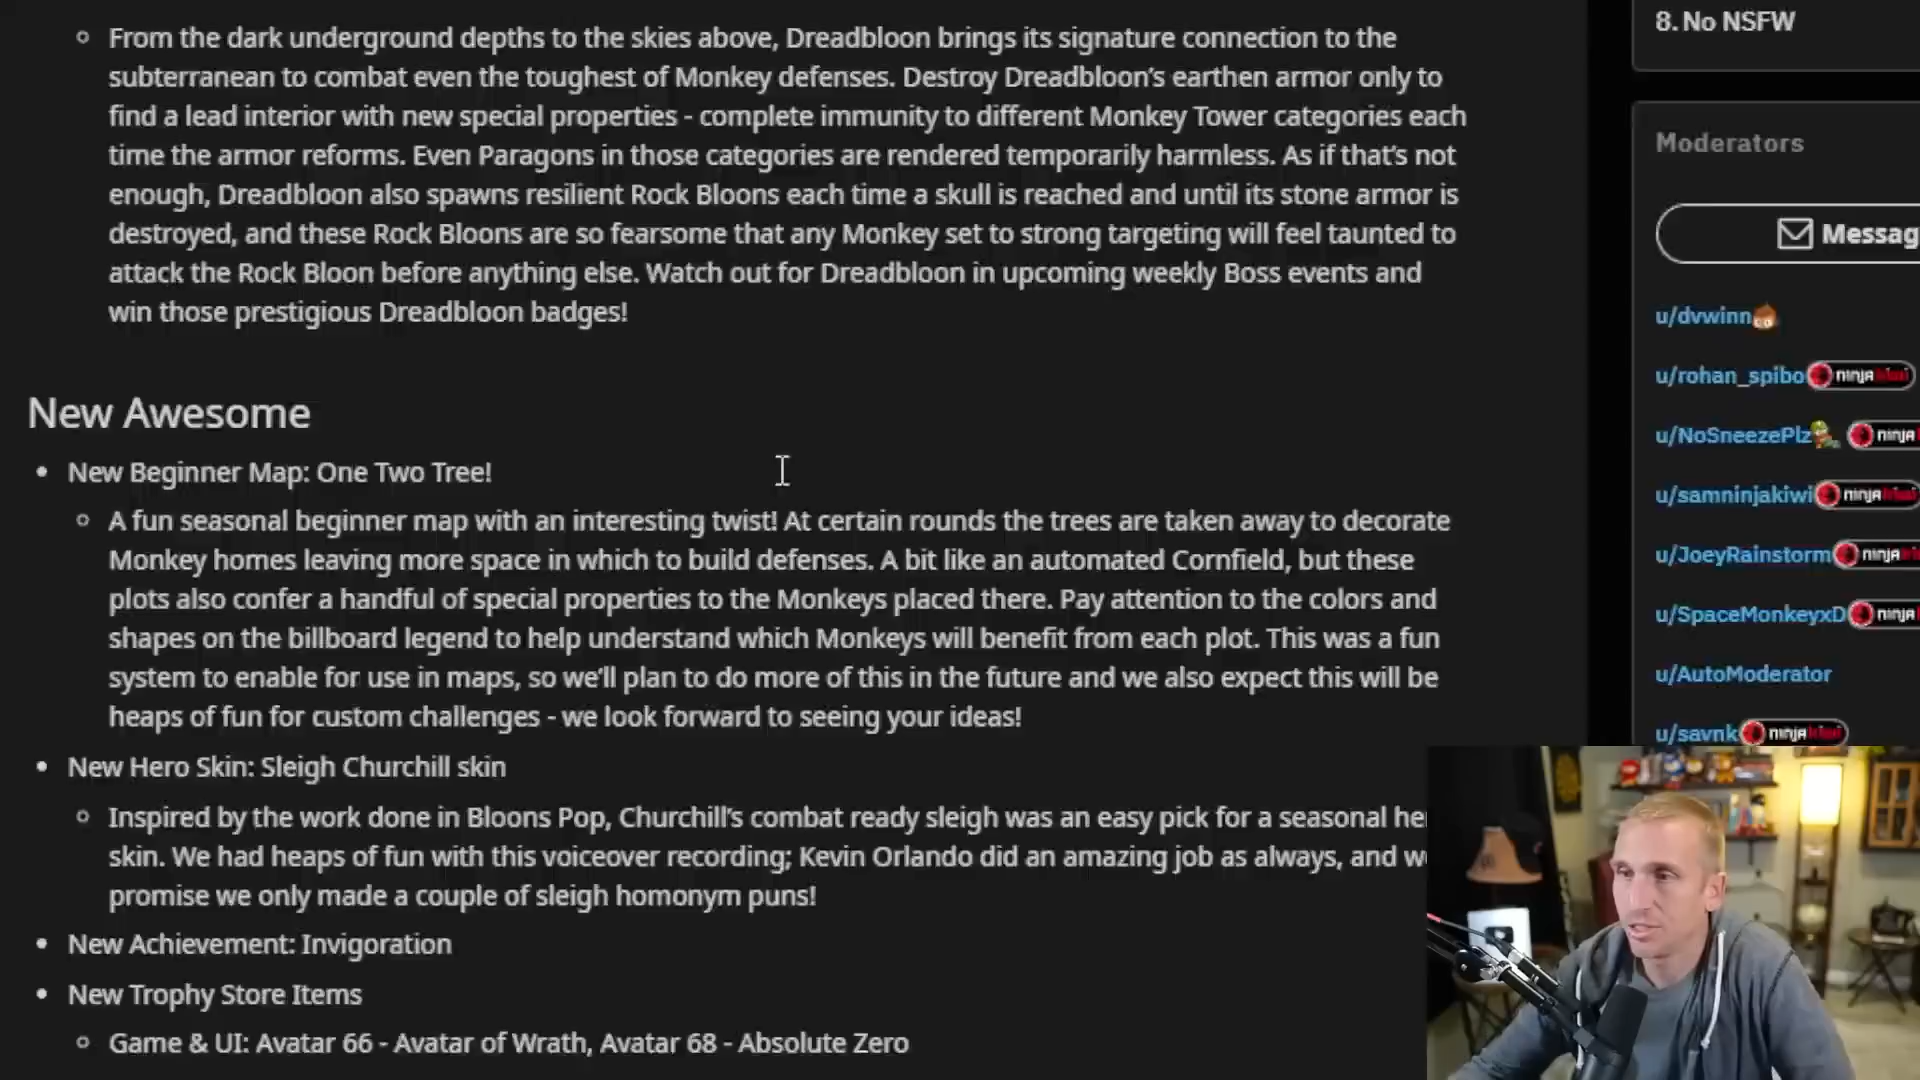 From the dark underground depths to the skies above, Dreadbloon brings its signature connection to the
subterranean to combat even the toughest of Monkey defenses. Destroy Dreadbloon's earthen armor only to
find a lead interior with new special properties - complete immunity to different Monkey Tower categories each
time the armor reforms. Even Paragons in those categories are rendered temporarily harmless. As if that's not
enough, Dreadbloon also spawns resilient Rock Bloons each time a skull is reached and until its stone armor is
destroyed, and these Rock Bloons are so fearsome that any Monkey set to strong targeting will feel taunted to
attack the Rock Bloon before anything else. Watch out for Dreadbloon in upcoming weekly Boss events and
win those prestigious Dreadbloon badges!
New Awesome
New Beginner Map: One Two Tree!
A fun seasonal beginner map with an interesting twist! At certain rounds the trees are taken away to decorate
Monkey homes leaving more space in which to build defenses. A bit like an automated Cornfield, but these
plots also confer a handful of special properties to the Monkeys placed there. Pay attention to the colors and
shapes on the billboard legend to help understand which Monkeys will benefit from each plot. This was a fun
system to enable for use in maps, so we'll plan to do more of this in the future and we also expect this will be
heaps of fun for custom challenges - we look forward to seeing your ideas!
New Hero Skin: Sleigh Churchill skin
Inspired by the work done in Bloons Pop, Churchill's combat ready sleigh was an easy pick for a seasonal
skin. We had heaps of fun with this voiceover recording; Kevin Orlando did an amazing job as always, and
promise we only made a couple of sleigh homonym puns!
New Achievement: Invigoration
New Trophy Store Items
Game & UI: Avatar 66 - Avatar of Wrath, Avatar 68 - Absolute Zero
8. No NSFW
Moderators
Messag
u/dvwinn
u/rohan_spibo ninja kiwi
u/NoSneezePlz ninja
u/samninjakiwi ninja kiwi
u/JoeyRainstorm ninja
u/SpaceMonkeyxD ninja
u/AutoModerator
u/savnk ninja kiwi